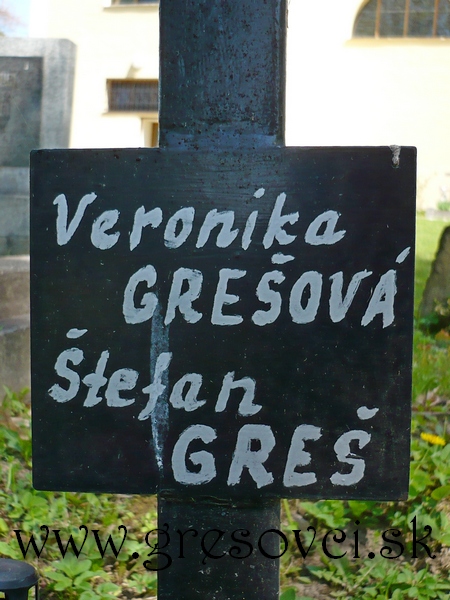 Veronika
GREŠOVÁ
Štefan
GREŠ
www.gresovci.sk